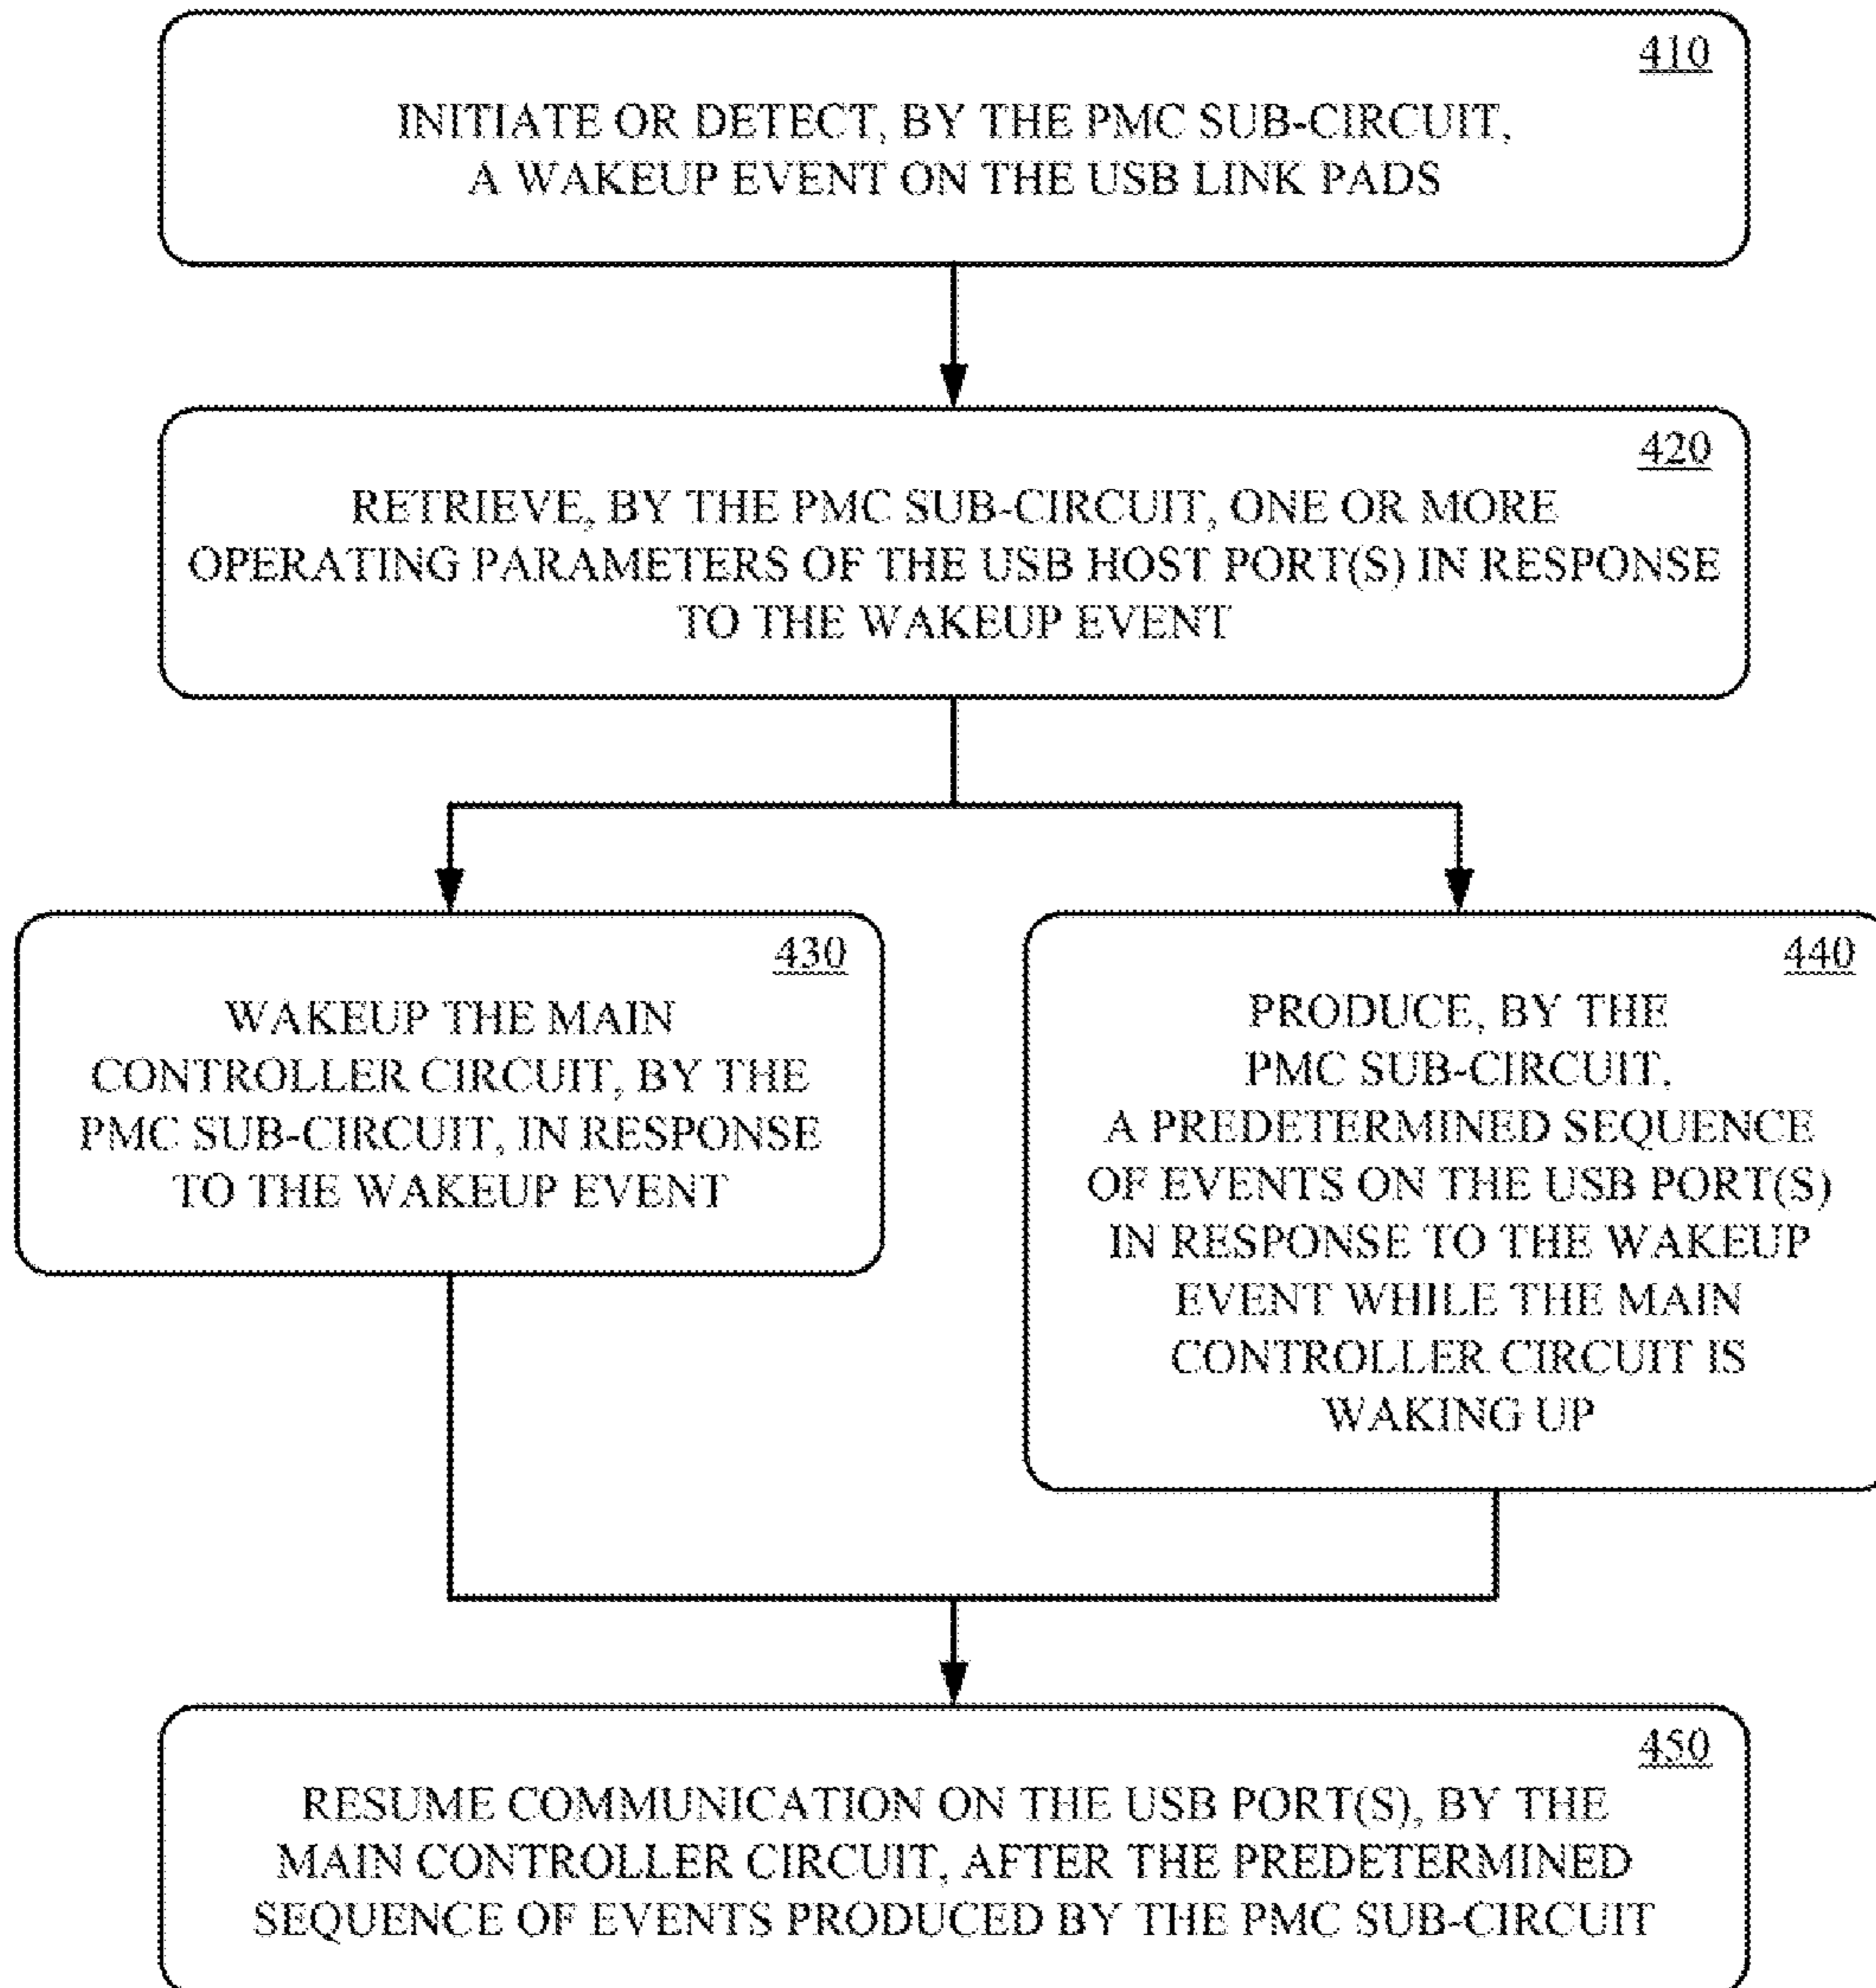 410
INITIATE OR DETECT, BY THE PMC SUB-CIRCUIT,
A WAKEUP EVENT ON THE USB LINK PADS
420
RETRIEVE, BY THE PMC SUB-CIRCUIT, ONE OR MORE
OPERATING PARAMETERS OF THE USB HOST PORT(S) IN RESPONSE
TO THE WAKEUP EVENT
430
WAKEUP THE MAIN
CONTROLLER CIRCUIT, BY THE
PMC SUB-CIRCUIT, IN RESPONSE
TO THE WAKEUP EVENT
440
PRODUCE, BY THE
PMC SUB-CIRCUIT,
A PREDETERMINED SEQUENCE
OF EVENTS ON THE USB PORT(S)
IN RESPONSE TO THE WAKEUP
EVENT WHILE THE MAIN
CONTROLLER CIRCUIT IS
WAKING UP
450
RESUME COMMUNICATION ON THE USB PORT(S), BY THE
MAIN CONTROLLER CIRCUIT, AFTER THE PREDETERMINED
SEQUENCE OF EVENTS PRODUCED BY THE PMC SUB-CIRCUIT